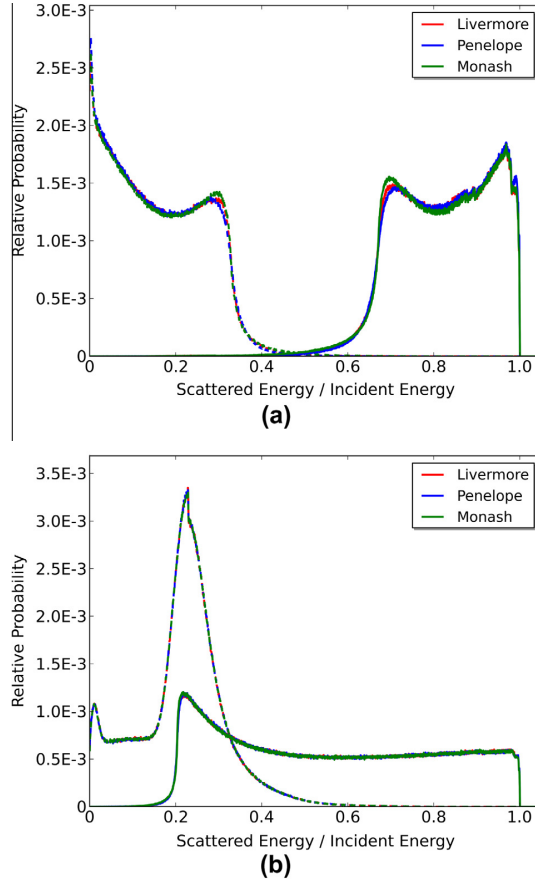 3.0E-3
2.5E-3
2.0E-3
1.5E-3
1.0E-3
0.5E-3
0
Relative Probability
Livermore
Penelope
Monash
0 0.2 0.4 0.6 0.8 1.0
Scattered Energy / Incident Energy
(a)
3.5E-3
3.0E-3
2.5E-3
2.0E-3
1.5E-3
1.0E-3
0.5E-3
0
Relative Probability
Livermore
Penelope
Monash
0 0.2 0.4 0.6 0.8 1.0
Scattered Energy / Incident Energy
(b)